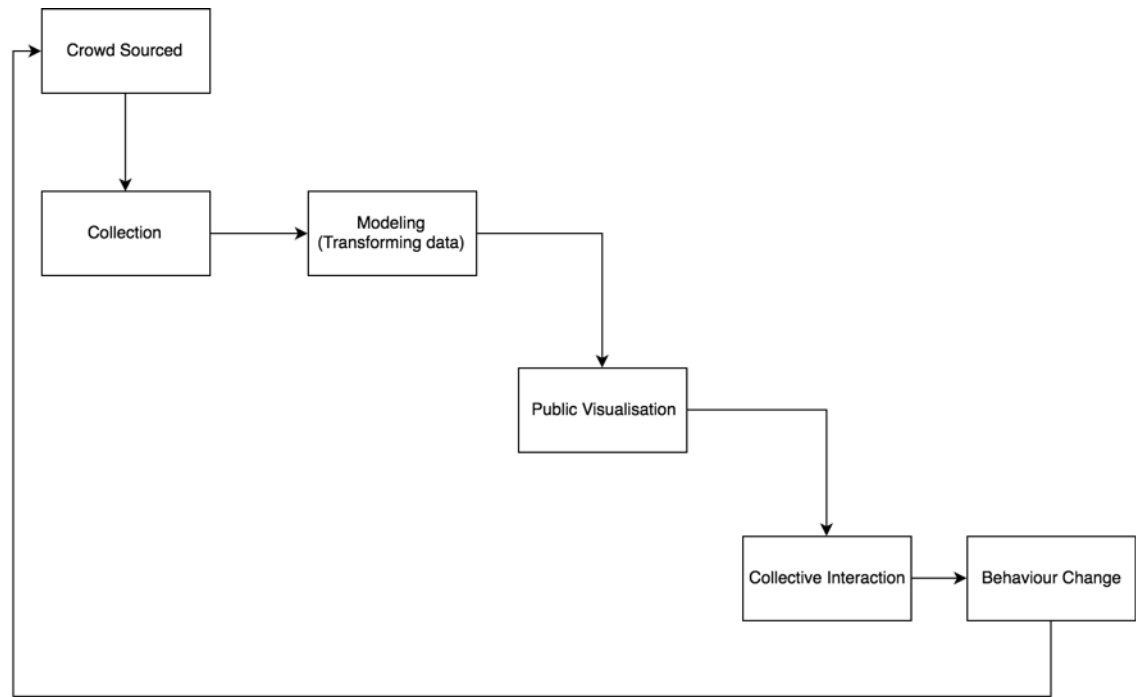 Crowd Sourced
Collection
Modeling
(Transforming data)
Public Visualisation
Collective Interaction
Behaviour Change